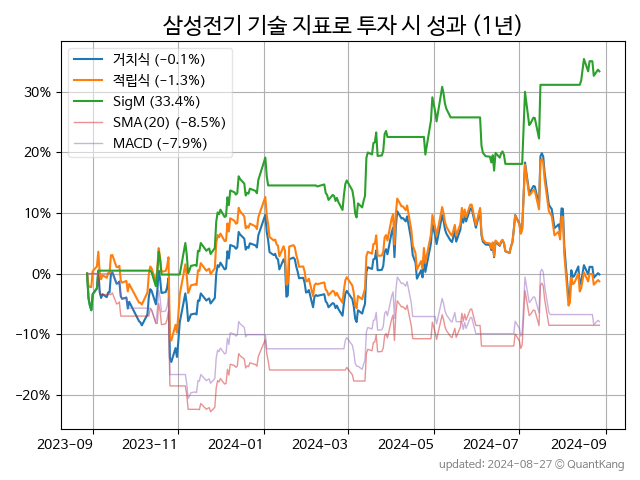 삼성전기 기술 지표로 투자 시 성과 (1년)
거치식 (−0.1%)
적립식 (−1.3%)
SigM (33.4%)
SMA(20) (−8.5%)
MACD (−7.9%)
30%
20%
10%
0%
−10%
−20%
2023-09 2023-11 2024-01 2024-03 2024-05 2024-07 2024-09
updated: 2024-08-27 © QuantKang